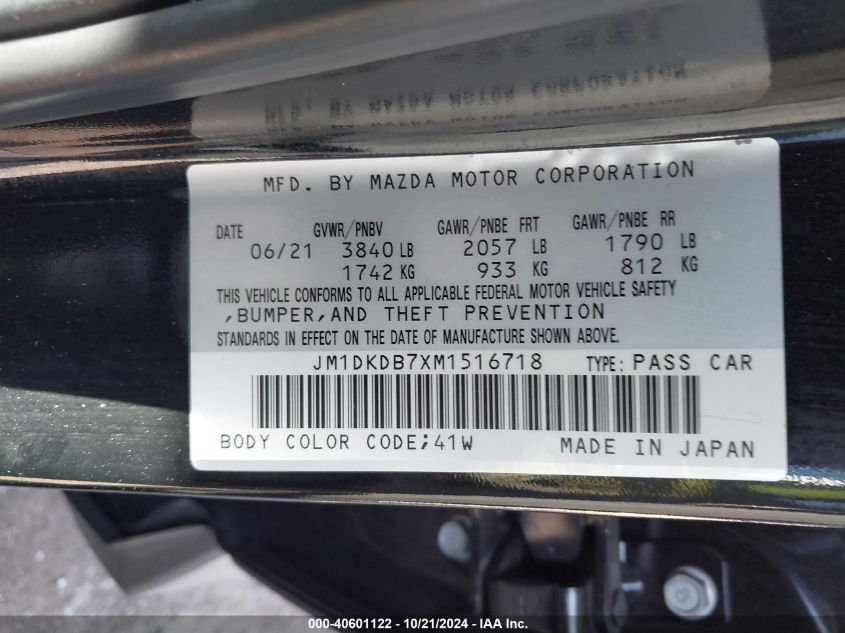 MFD. BY MAZDA MOTOR CORPORATION
DATE GVWR/PNBV GAWR/PNBE FRT GAWR/PNBE RR
06/21 3840 LB 2057 LB 1790 LB
1742 KG 933 KG 812 KG
THIS VEHICLE CONFORMS TO ALL APPLICABLE FEDERAL MOTOR VEHICLE SAFETY
,BUMPER,AND THEFT PREVENTION
STANDARDS IN EFFECT ON THE DATE OF MANUFACTURE SHOWN ABOVE.
JM1DKDB7XM1516718 TYPE: PASS CAR
BODY COLOR CODE;41W MADE IN JAPAN
000-40601122 - 10/21/2024 - IAA Inc.